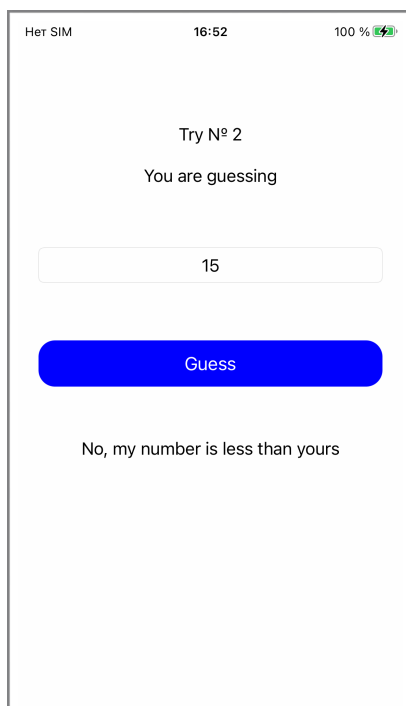 Нет SIM 16:52 100 %
Try № 2
You are guessing
15
Guess
No, my number is less than yours